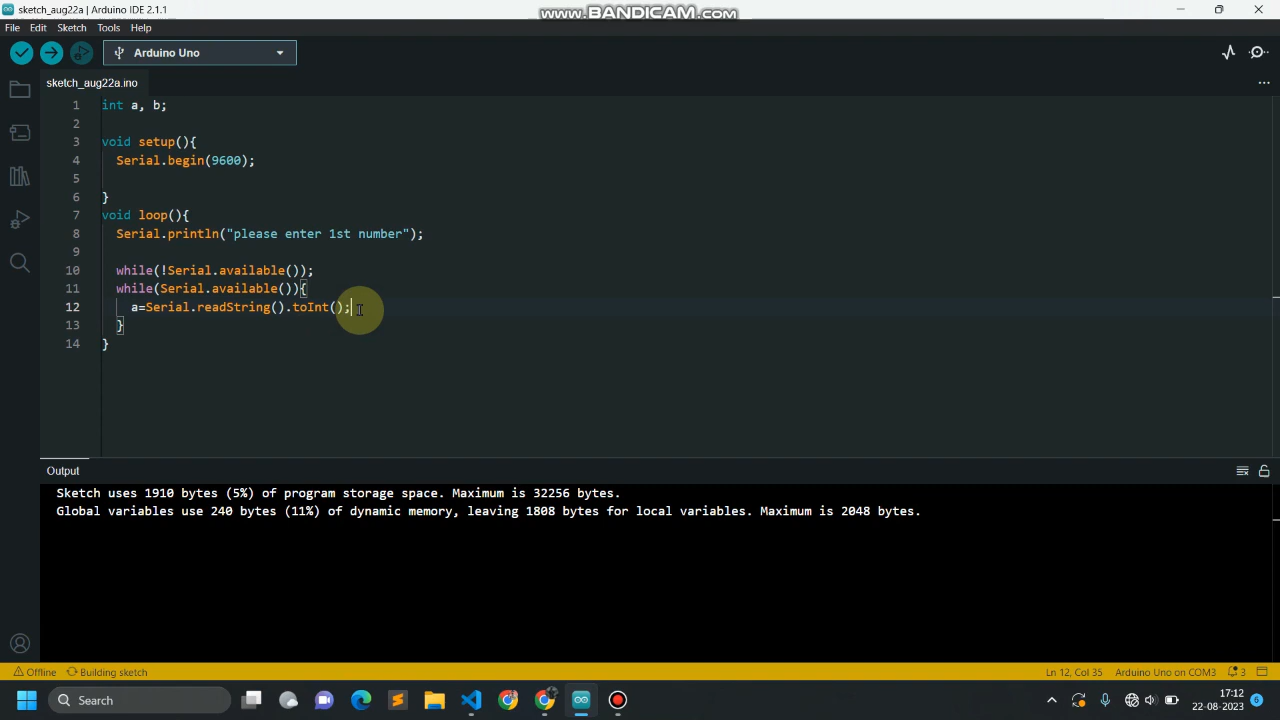 sketch_aug22a | Arduino IDE 2.1.1
www.BANDICAM.com
File Edit Sketch Tools Help
Arduino Uno
sketch_aug22a.ino
1 int a, b;
2
3 void setup(){
4 Serial.begin(9600);
5
6 }
7 void loop(){
8 Serial.println("please enter 1st number");
9
10 while(!Serial.available());
11 while(Serial.available()){
12 a=Serial.readString().toInt();
13 }
14 }
Output
Sketch uses 1910 bytes (5%) of program storage space. Maximum is 32256 bytes.
Global variables use 240 bytes (11%) of dynamic memory, leaving 1808 bytes for local variables. Maximum is 2048 bytes.
Offline Building sketch Ln 12, Col 35 Arduino Uno on COM3 3
Search
17:12
22-08-2023
6